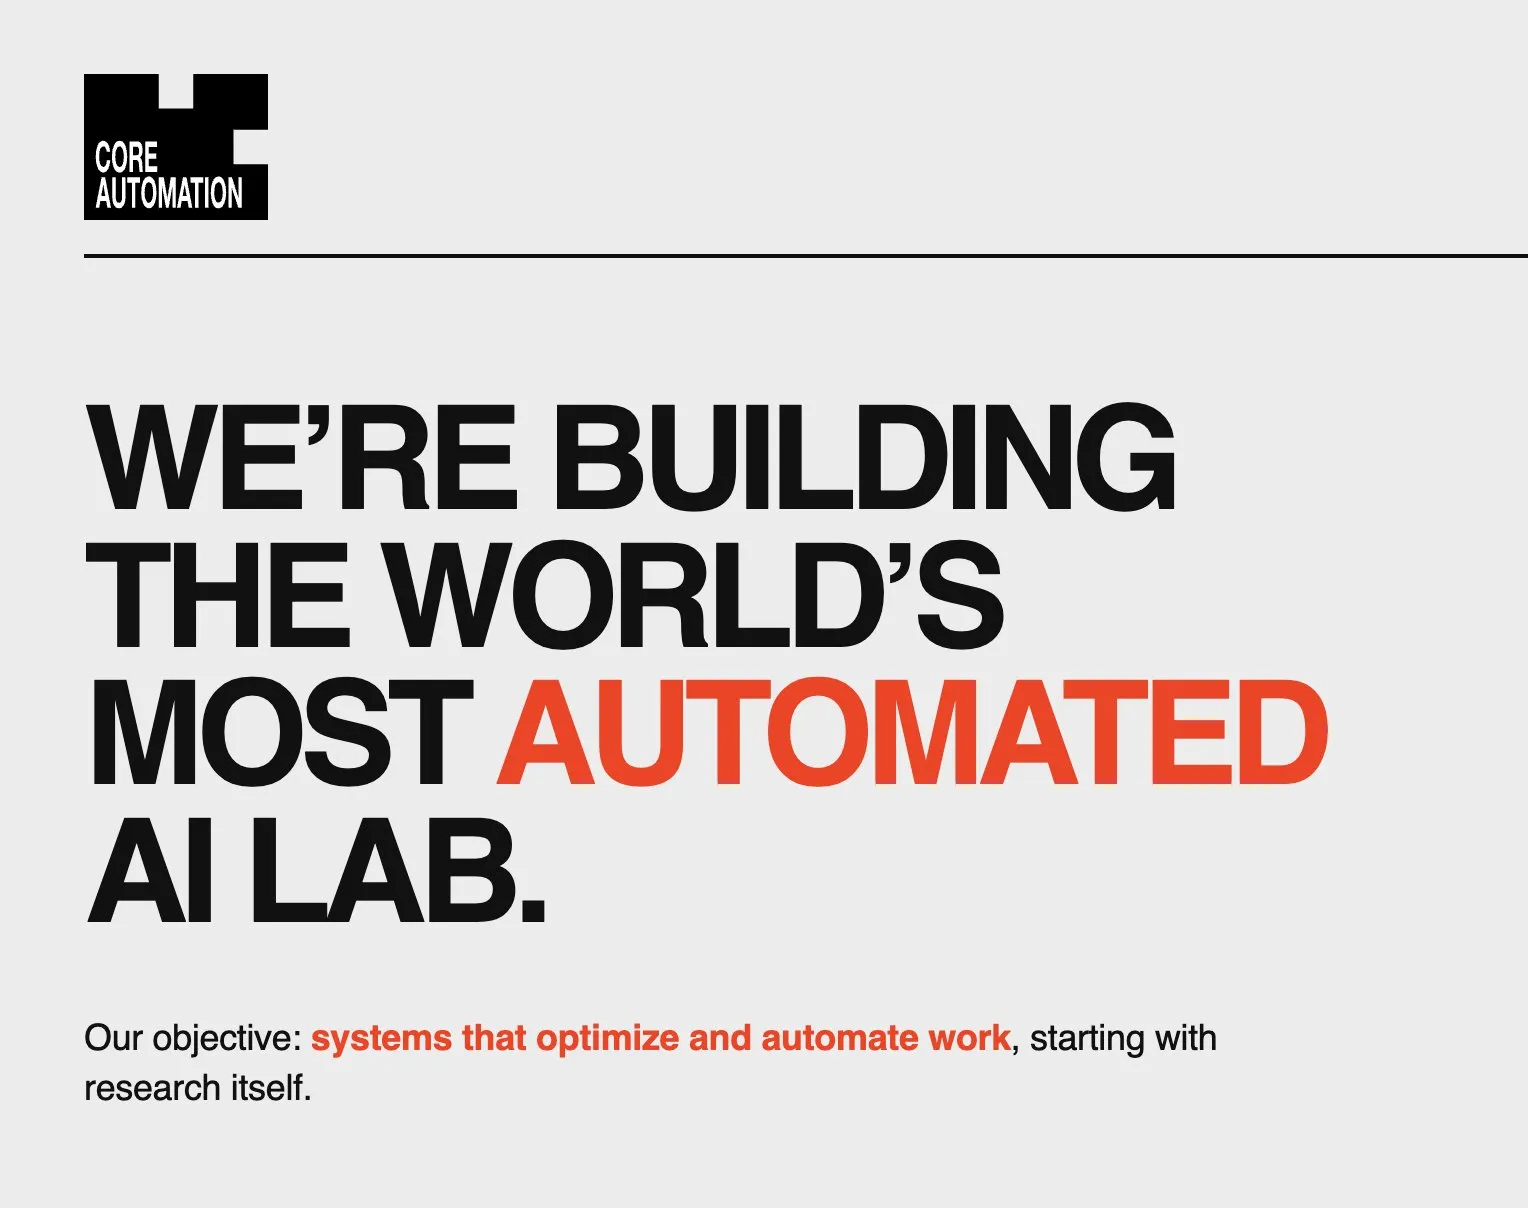 CORE
AUTOMATION
WE’RE BUILDING
THE WORLD’S
MOST AUTOMATED
AI LAB.
Our objective: systems that optimize and automate work, starting with
research itself.